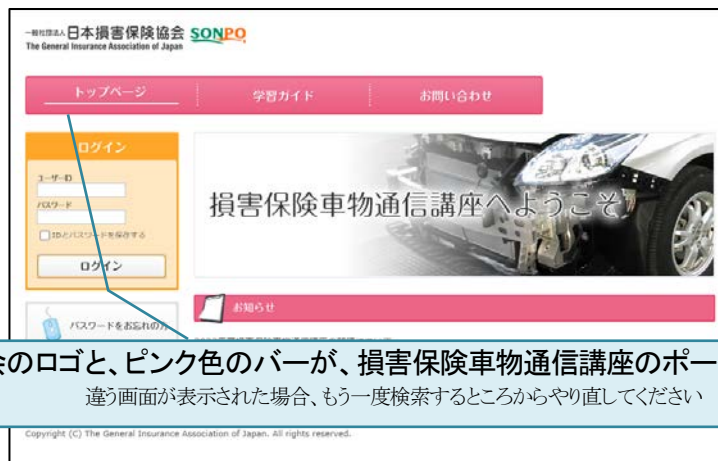 一般社団法人日本損害保険協会 SONPO
The General Insurance Association of Japan
トップページ 学習ガイド お問い合わせ
ログイン
ユーザーID
パスワード
IDとパスワードを保存する
ログイン
損害保険車物通信講座へようこそ
お知らせ
パスワードをお忘れの方
会のロゴと、ピンク色のバーが、損害保険車物通信講座のポー
違う画面が表示された場合、もう一度検索するところからやり直してください
Copyright (C) The General Insurance Association of Japan. All rights reserved.